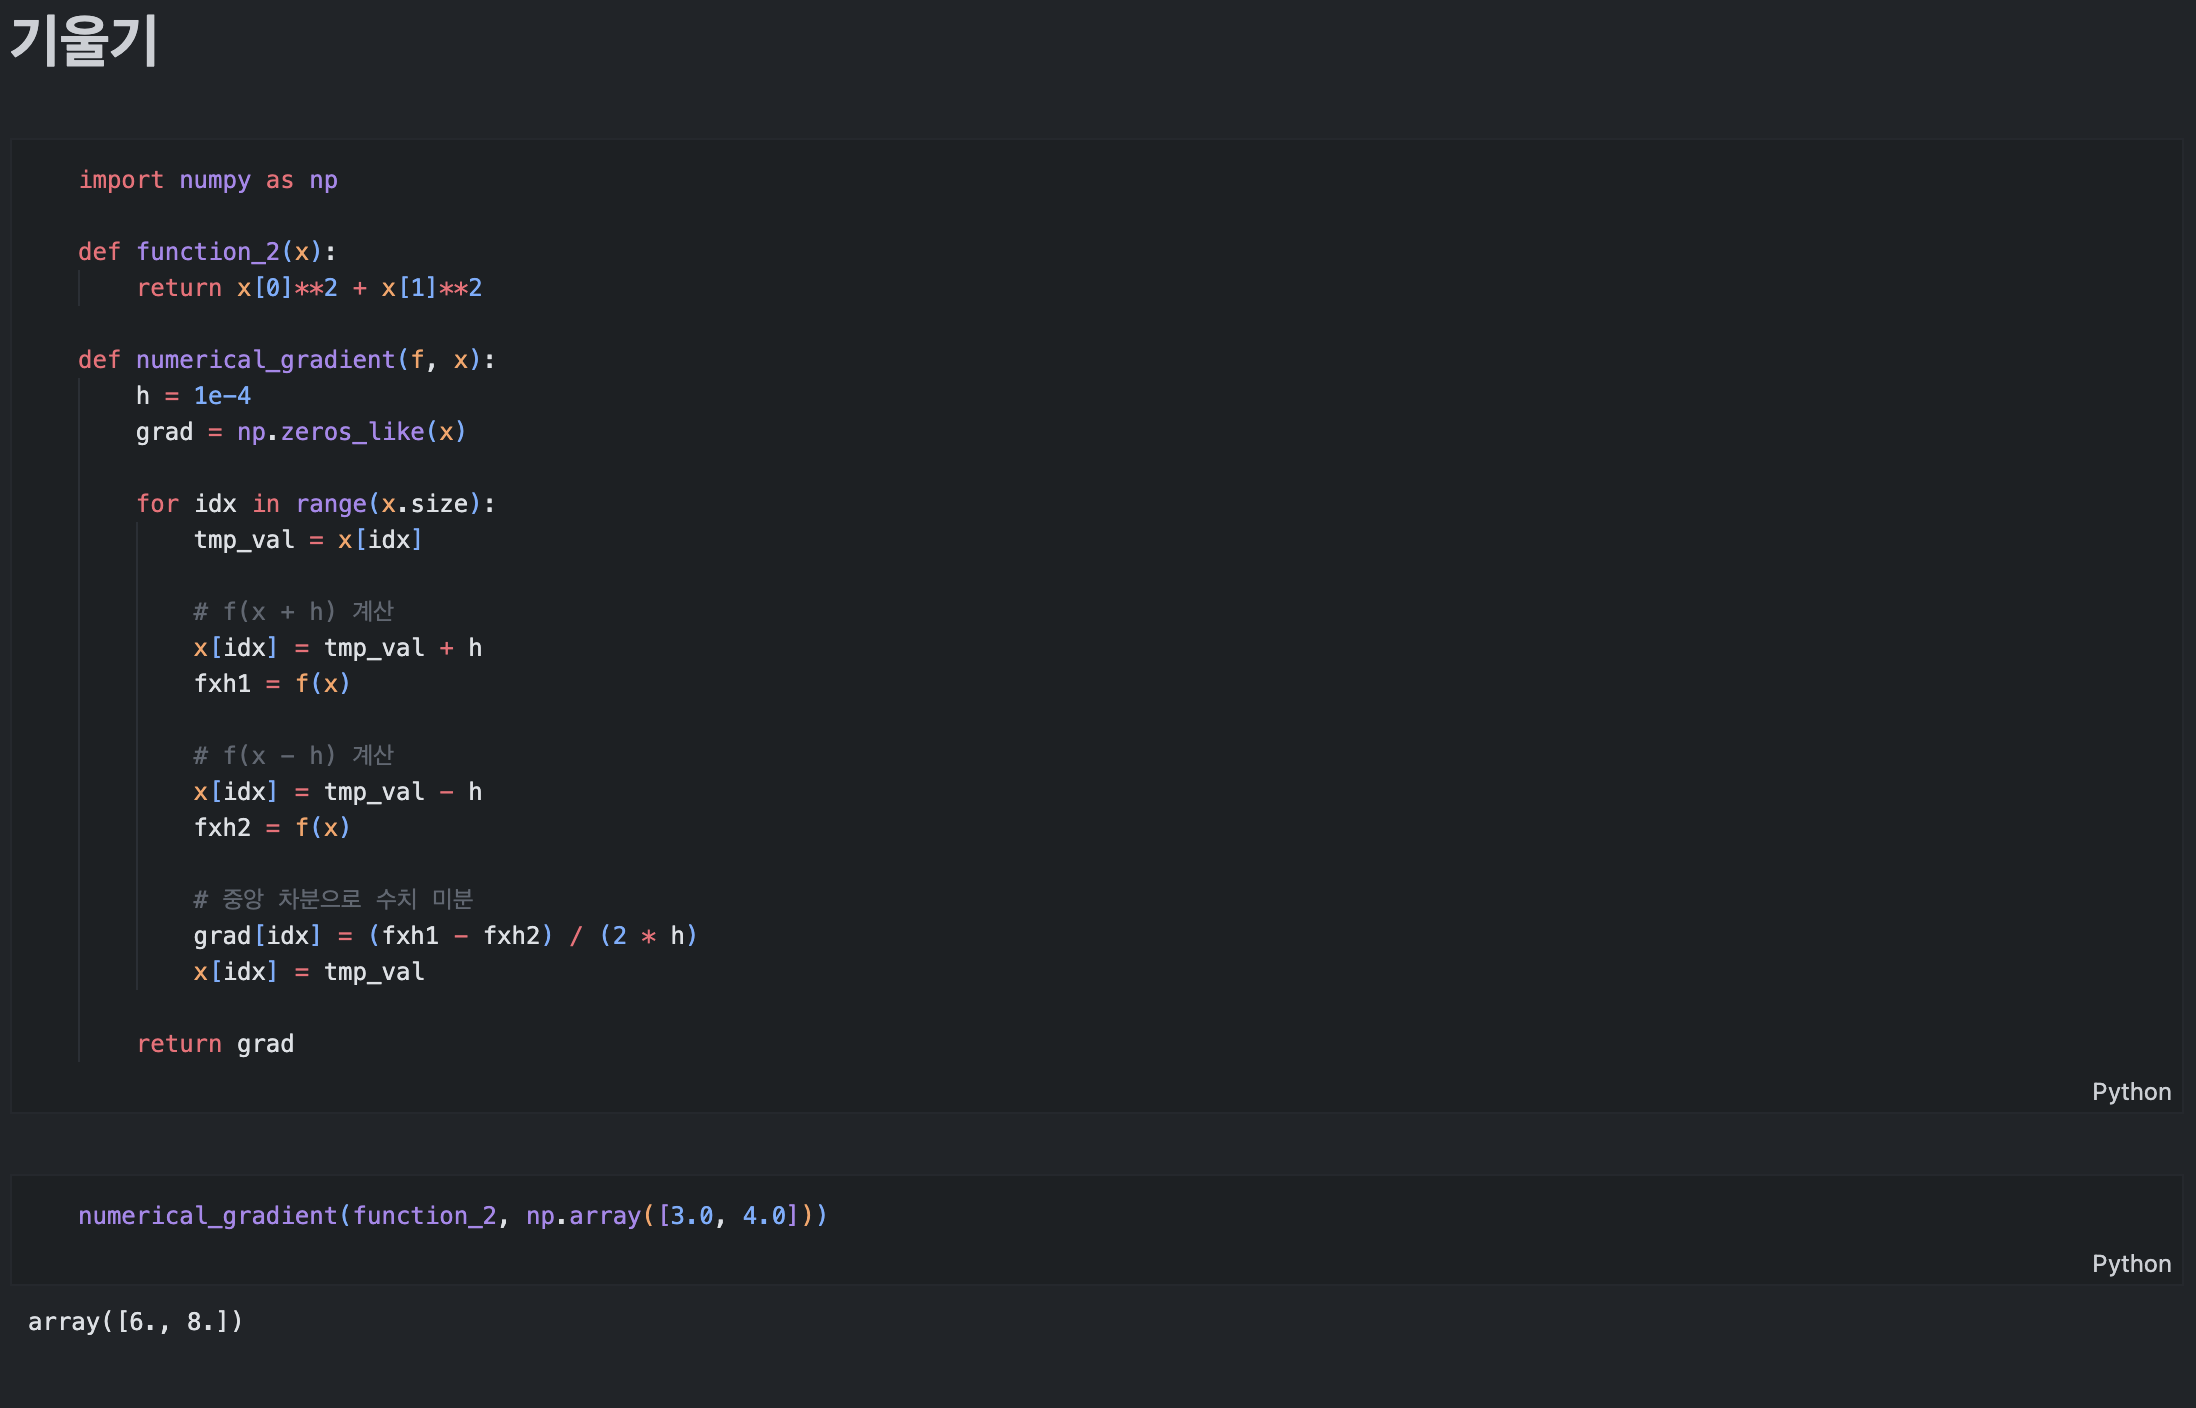 기울기
import numpy as np
def function_2(x):
    return x[0]**2 + x[1]**2
def numerical_gradient(f, x):
    h = 1e-4
    grad = np.zeros_like(x)
    for idx in range(x.size):
        tmp_val = x[idx]
        # f(x + h) 계산
        x[idx] = tmp_val + h
        fxh1 = f(x)
        # f(x - h) 계산
        x[idx] = tmp_val - h
        fxh2 = f(x)
        # 중앙 차분으로 수치 미분
        grad[idx] = (fxh1 - fxh2) / (2 * h)
        x[idx] = tmp_val
    return grad
Python
numerical_gradient(function_2, np.array([3.0, 4.0]))
Python
array([6., 8.])